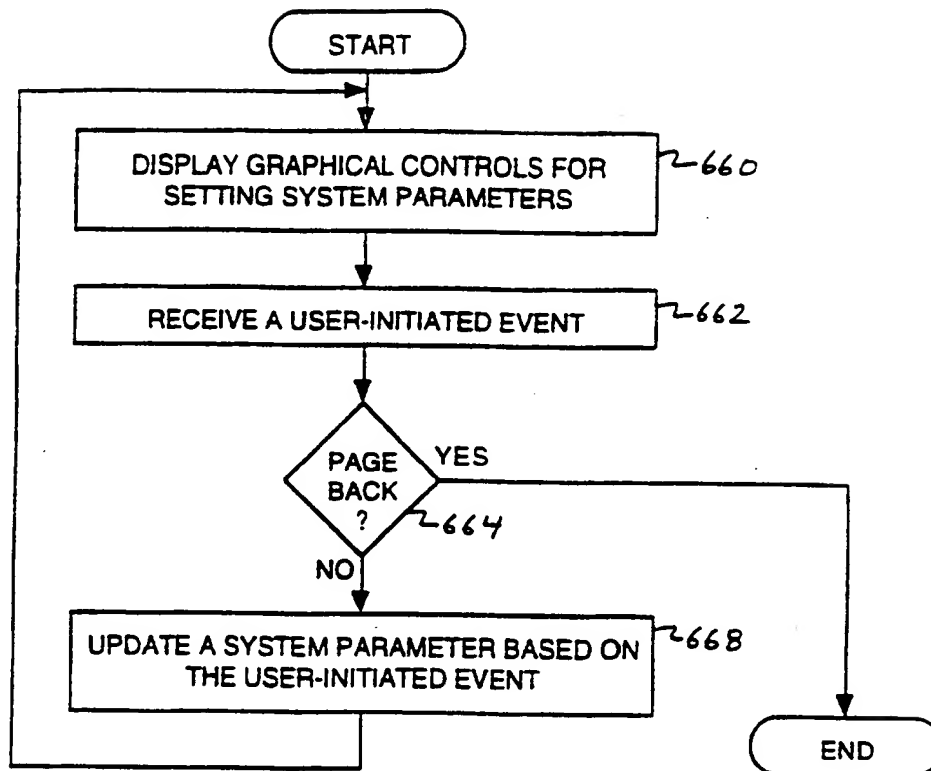 START
DISPLAY GRAPHICAL CONTROLS FOR
SETTING SYSTEM PARAMETERS
660
RECEIVE A USER-INITIATED EVENT
662
PAGE
BACK
?
YES
664
NO
UPDATE A SYSTEM PARAMETER BASED ON
THE USER-INITIATED EVENT
668
END